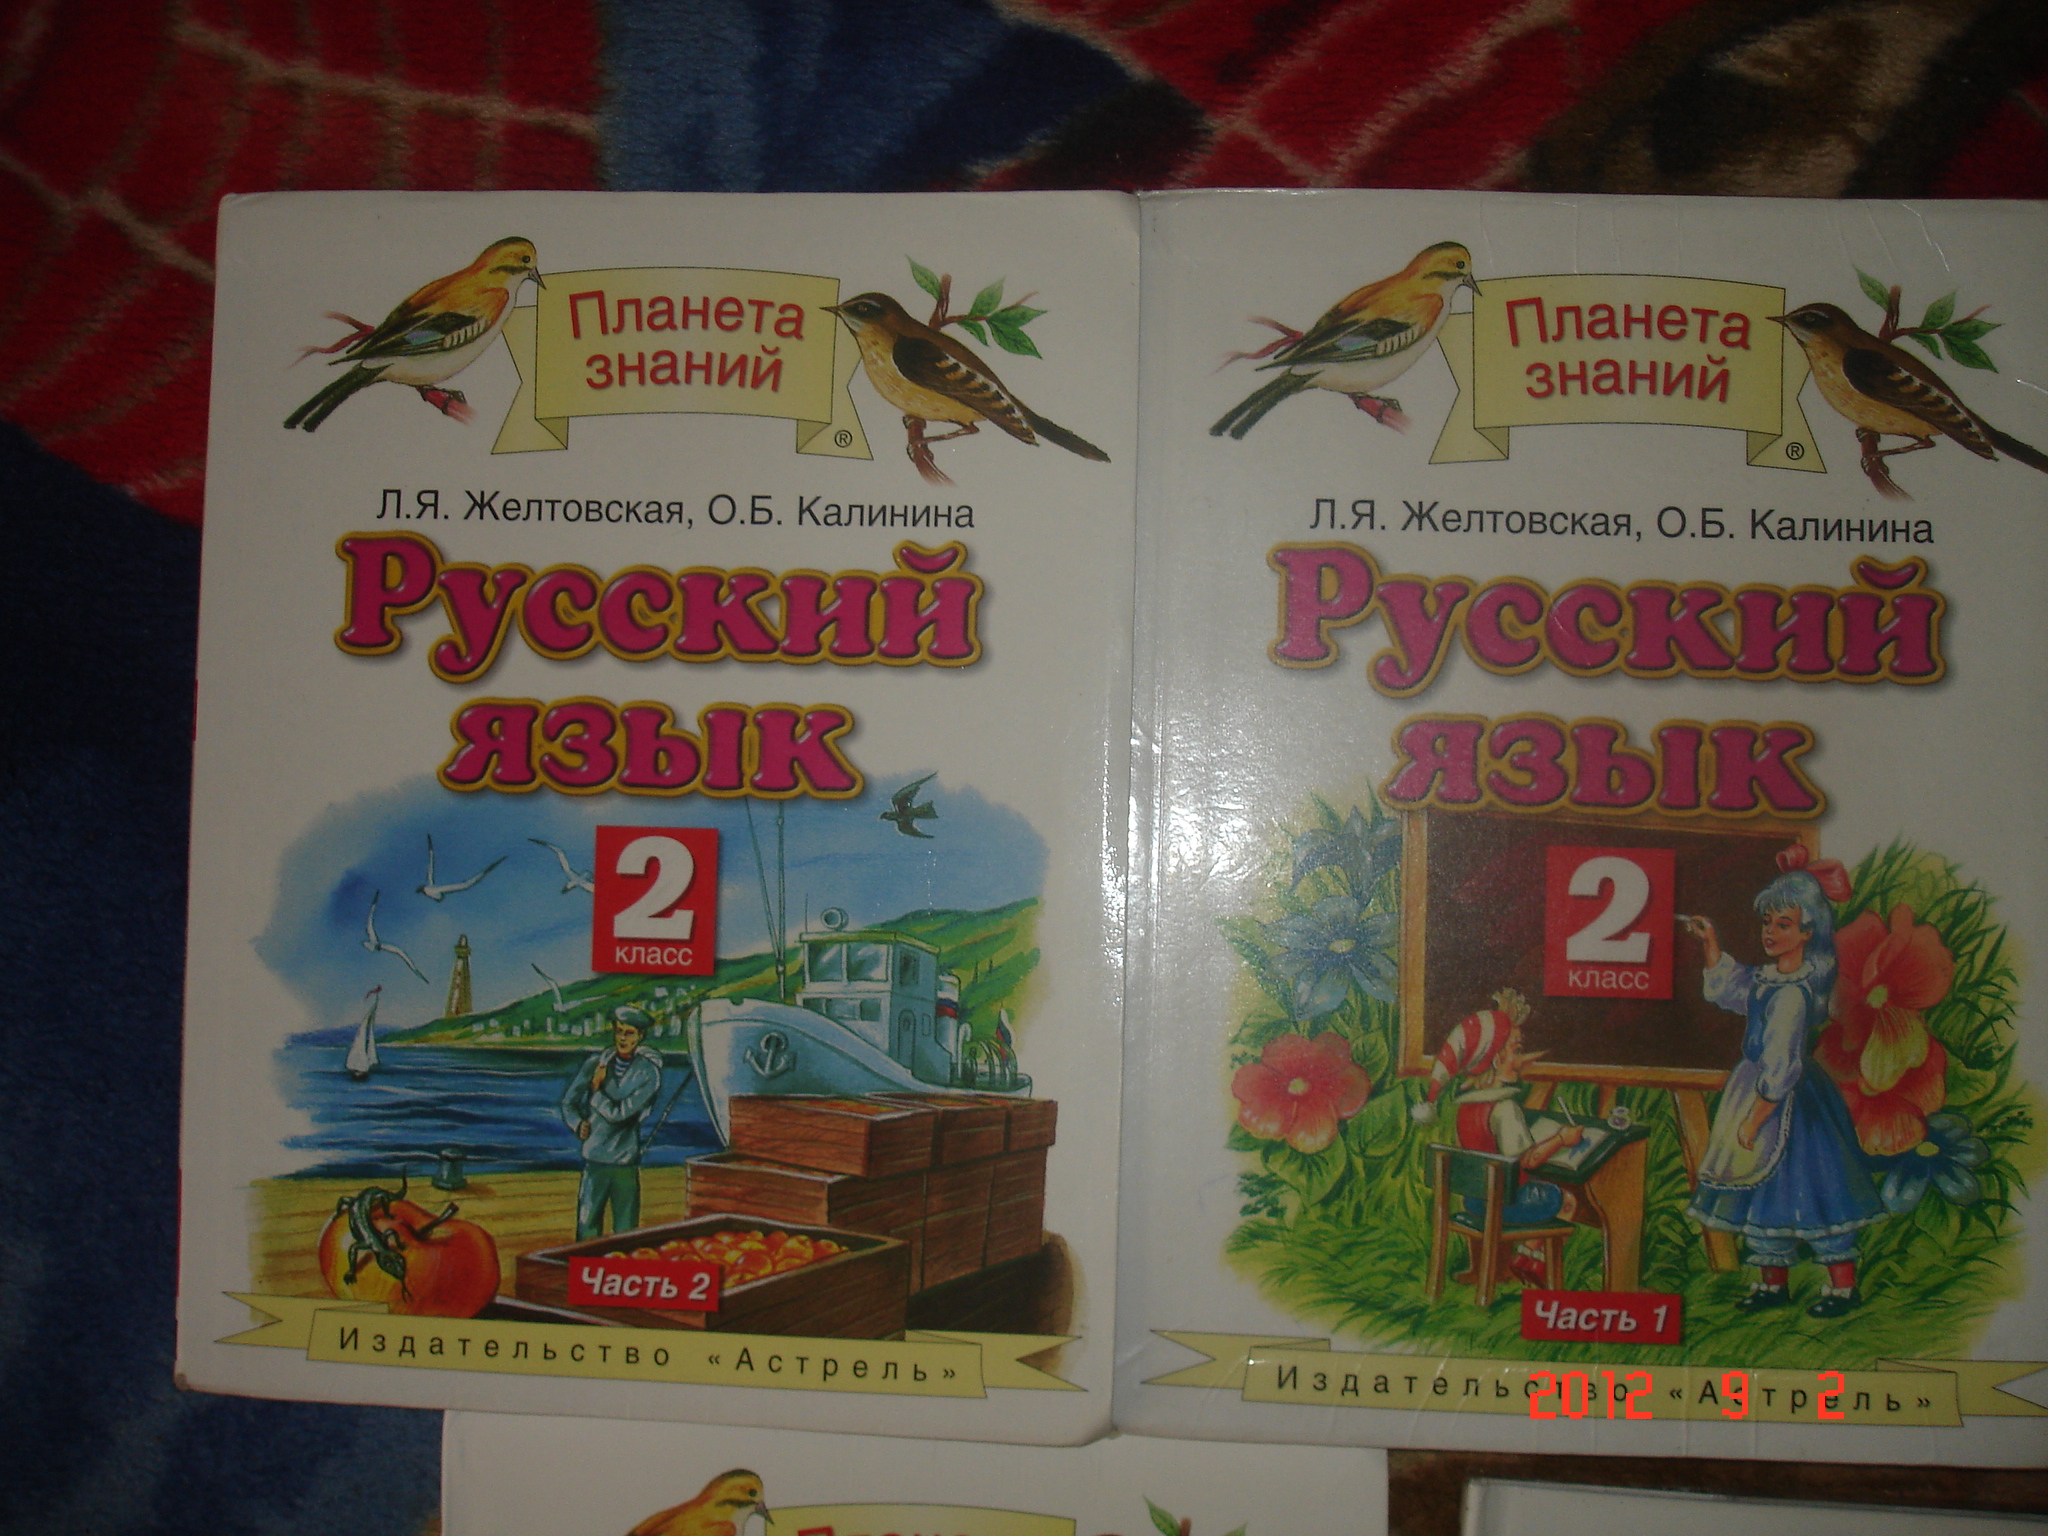 Планета
знаний
®
Л.Я. Желтовская, О.Б. Калинина
Русский
язык
2
класс
Часть 2
Издательство «Астрель»
Планета
знаний
®
Л.Я. Желтовская, О.Б. Калинина
Русский
язык
2
класс
Часть 1
Издательство «Астрель»
2012 9 2